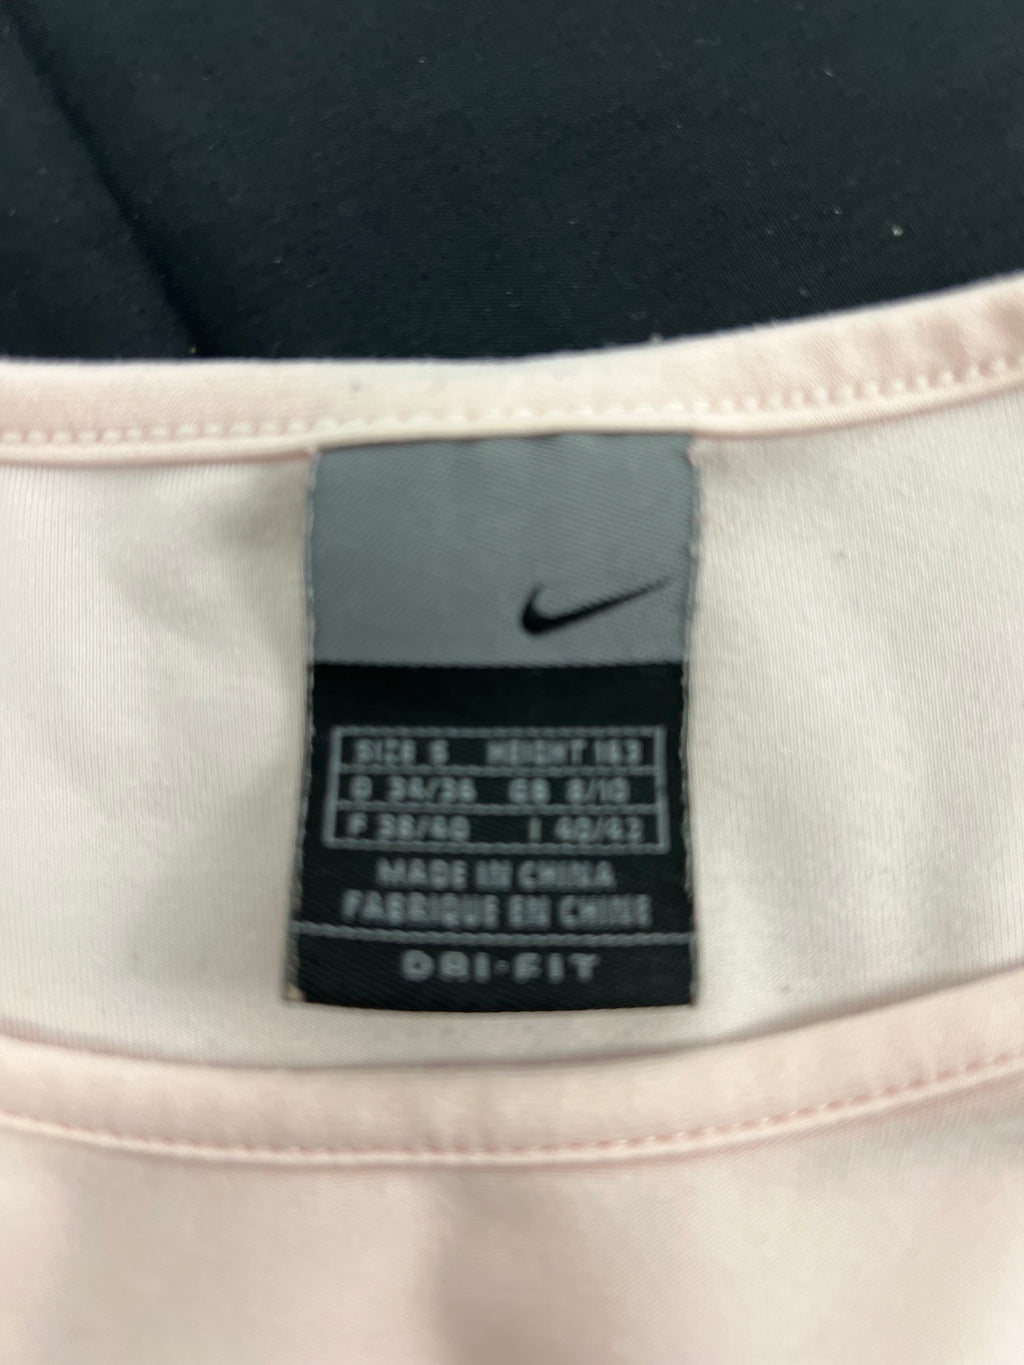 SIZE S HEIGHT 163
D 34/36 GB 8/10
F 38/40 I 40/42
MADE IN CHINA
FABRIQUE EN CHINE
DRI-FIT